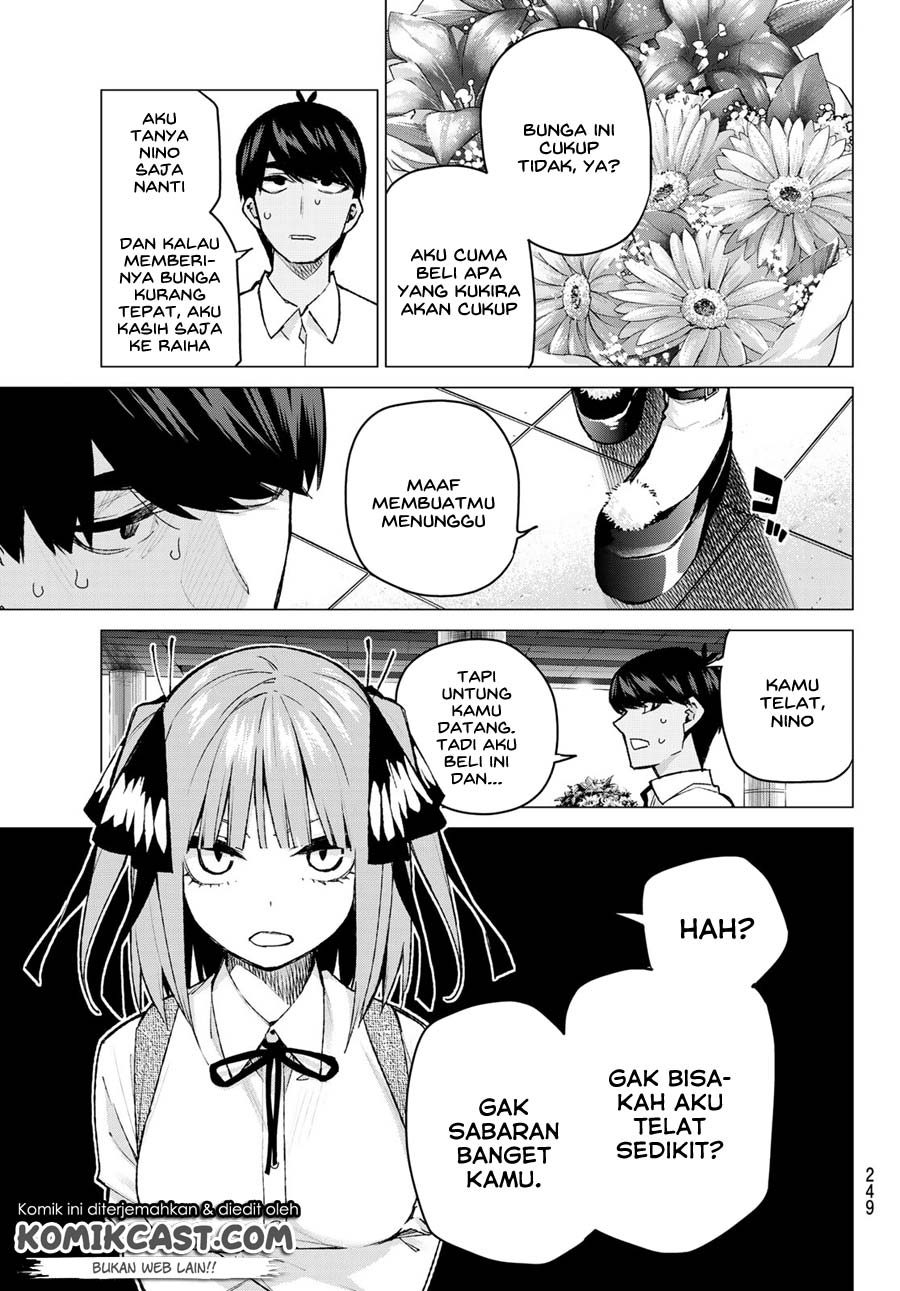 BUNGA INI
CUKUP
TIDAK, YA?
AKU CUMA
BELI APA
YANG KUKIRA
AKAN CUKUP
AKU
TANYA
NINO
SAJA
NANTI
DAN KALAU
MEMBERI-
NYA BUNGA
KURANG
TEPAT, AKU
KASIH SAJA
KE RAIHA
MAAF
MEMBUATMU
MENUNGGU
KAMU
TELAT,
NINO
TAPI
UNTUNG
KAMU
DATANG.
TADI AKU
BELI INI
DAN...
HAH?
GAK BISA-
KAH AKU
TELAT
SEDIKIT?
GAK
SABARAN
BANGET
KAMU.
249
Komik ini diterjemahkan & diedit oleh
KOMIKCAST.COM
BUKAN WEB LAIN!!